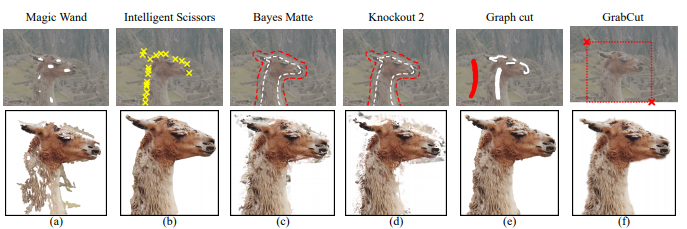 Magic Wand Intelligent Scissors Bayes Matte Knockout 2 Graph cut GrabCut
(a) (b) (c) (d) (e) (f)